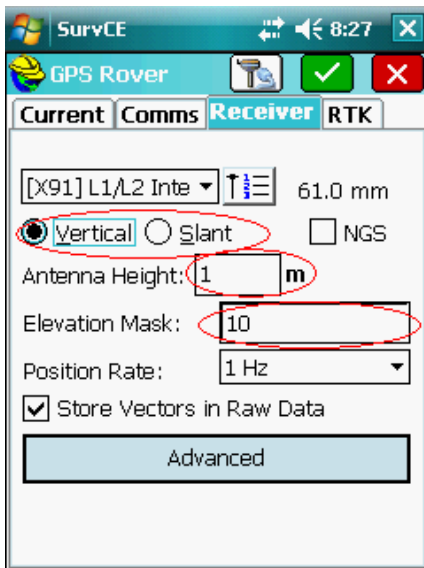 SurvCE 8:27
GPS Rover
Current Comms Receiver RTK
[X91] L1/L2 Inte 61.0 mm
Vertical Slant NGS
Antenna Height: 1 m
Elevation Mask: 10
Position Rate: 1 Hz
Store Vectors in Raw Data
Advanced